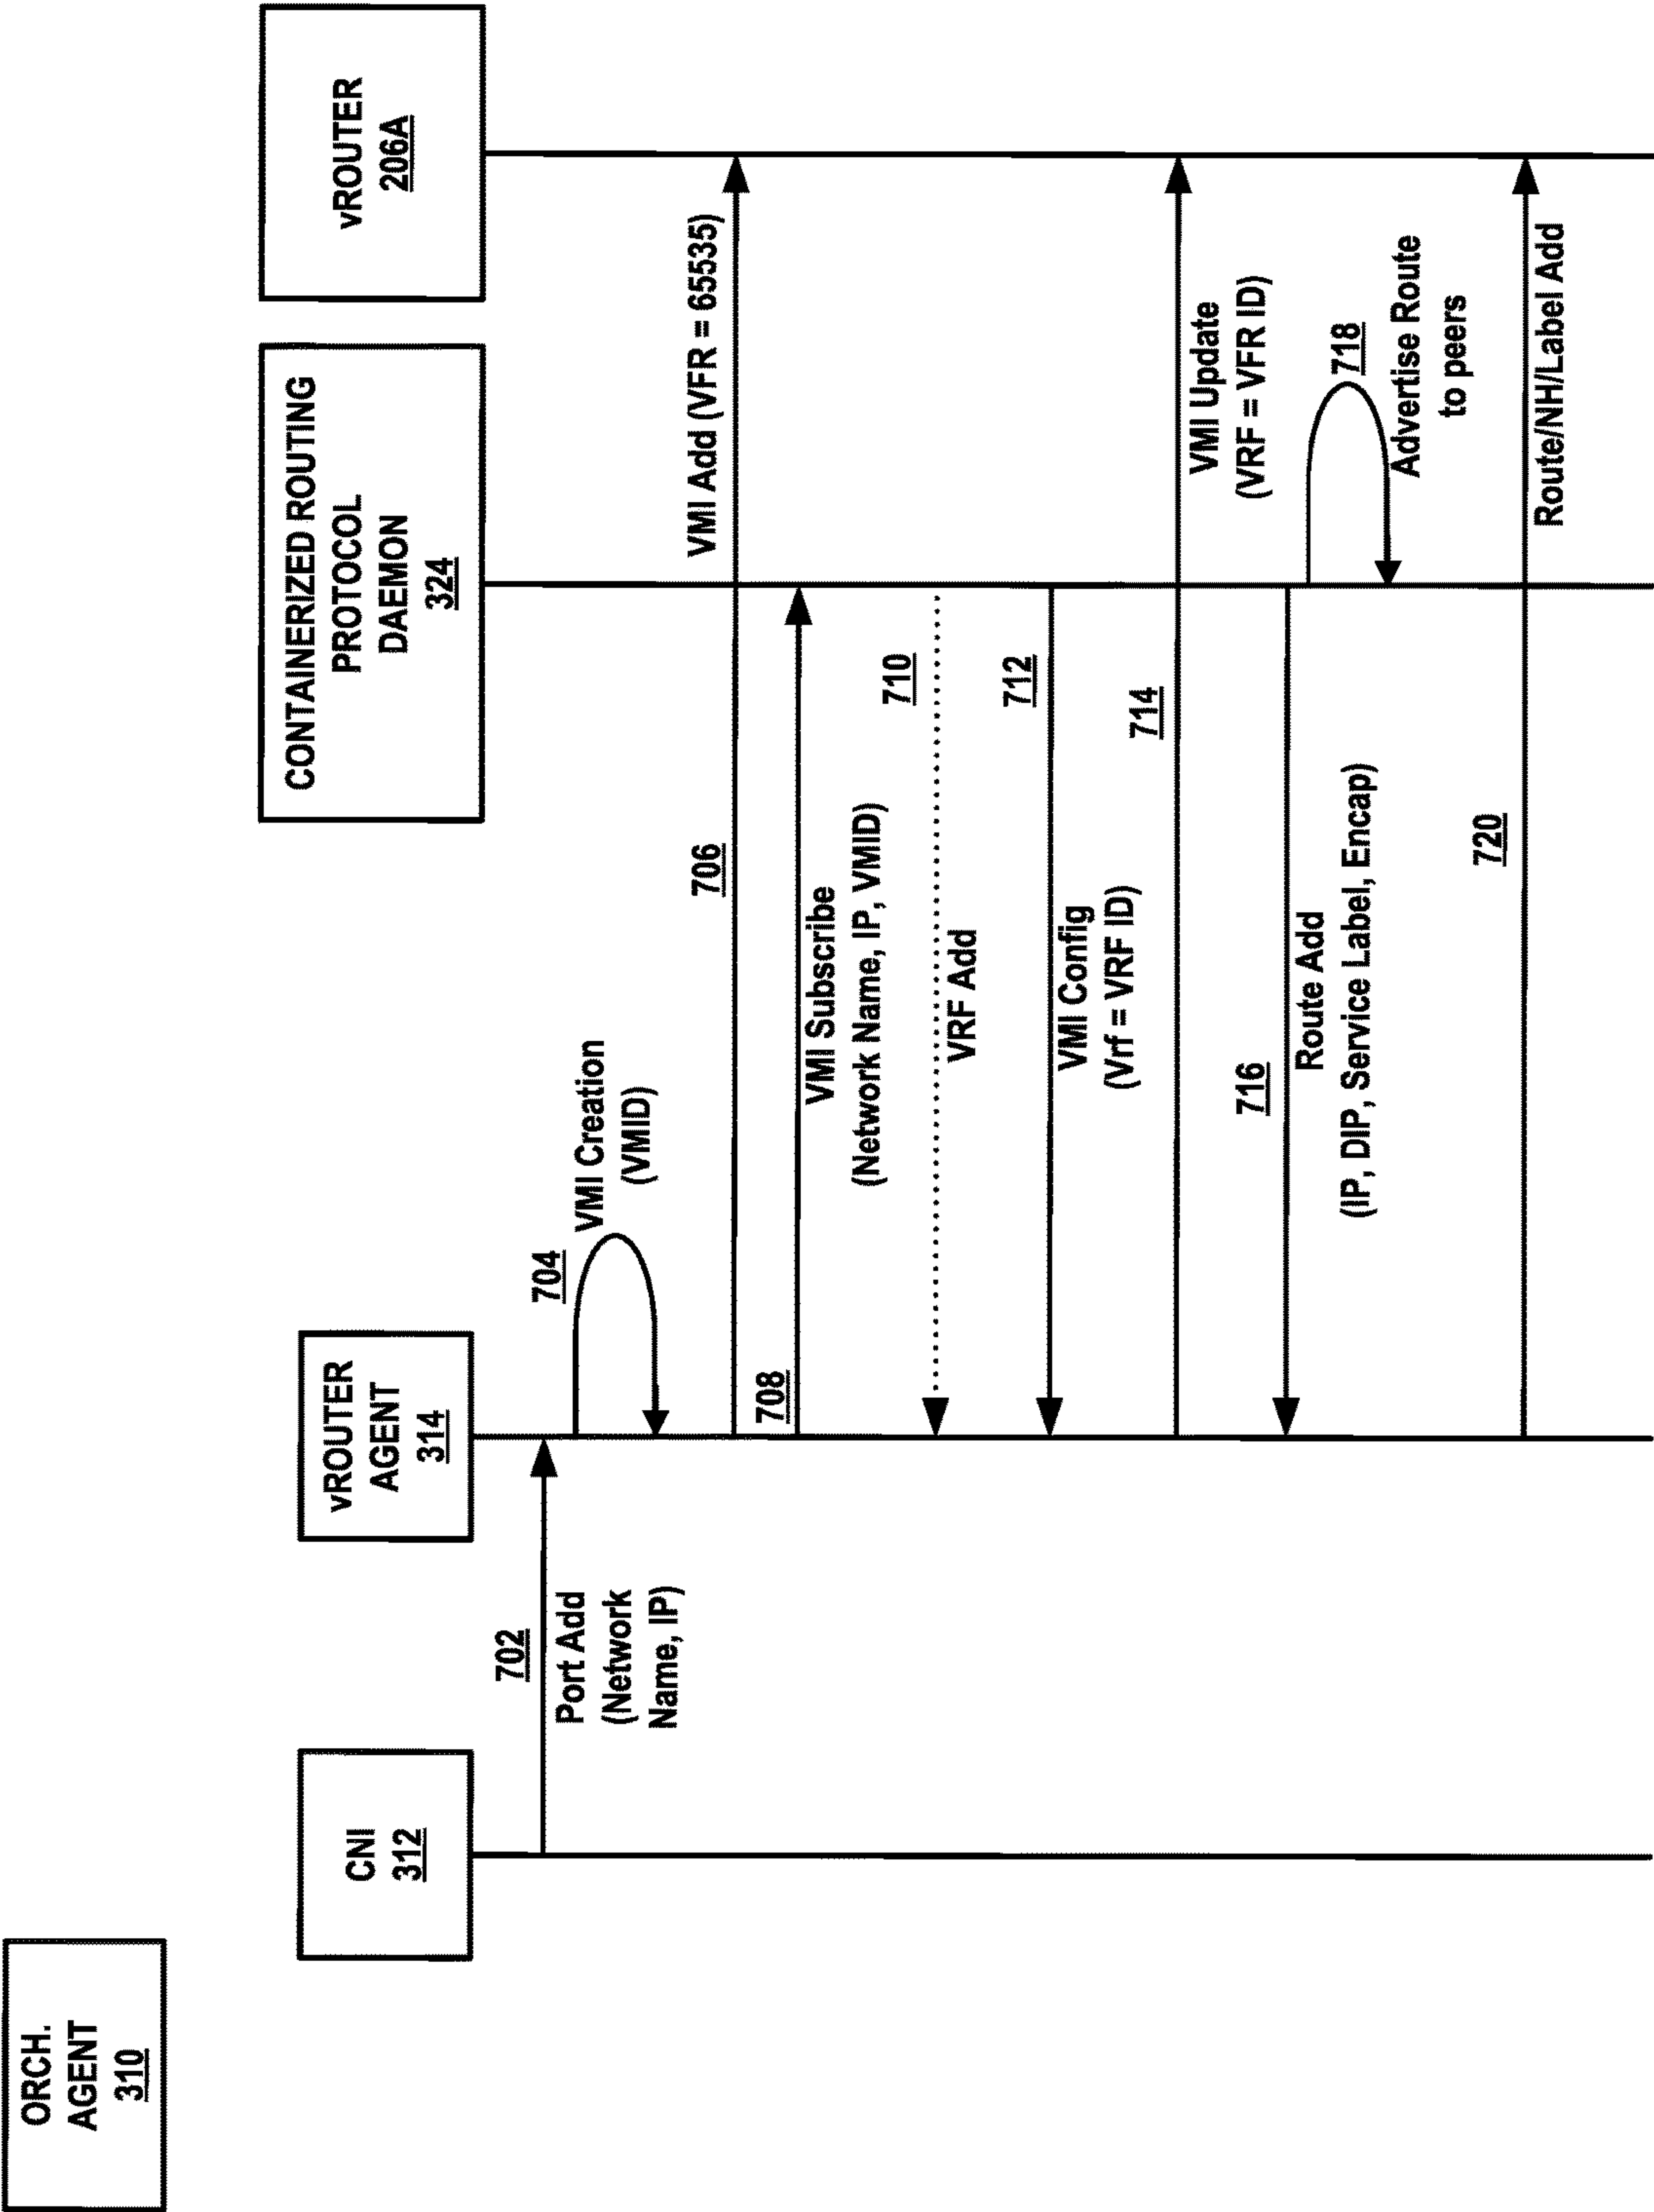 ORCH.
AGENT
310
CNI
312
vROUTER
AGENT
314
CONTAINERIZED ROUTING
PROTOCOL
DAEMON
324
vROUTER
206A
702
Port Add
(Network
Name, IP)
704
VMI Creation
(VMID)
706
VMI Add (VFR = 65535)
708
VMI Subscribe
(Network Name, IP, VMID)
710
VRF Add
712
VMI Config
(Vrf = VRF ID)
714
VMI Update
(VRF = VFR ID)
716
Route Add
(IP, DIP, Service Label, Encap)
718
Advertise Route
to peers
720
Route/NH/Label Add